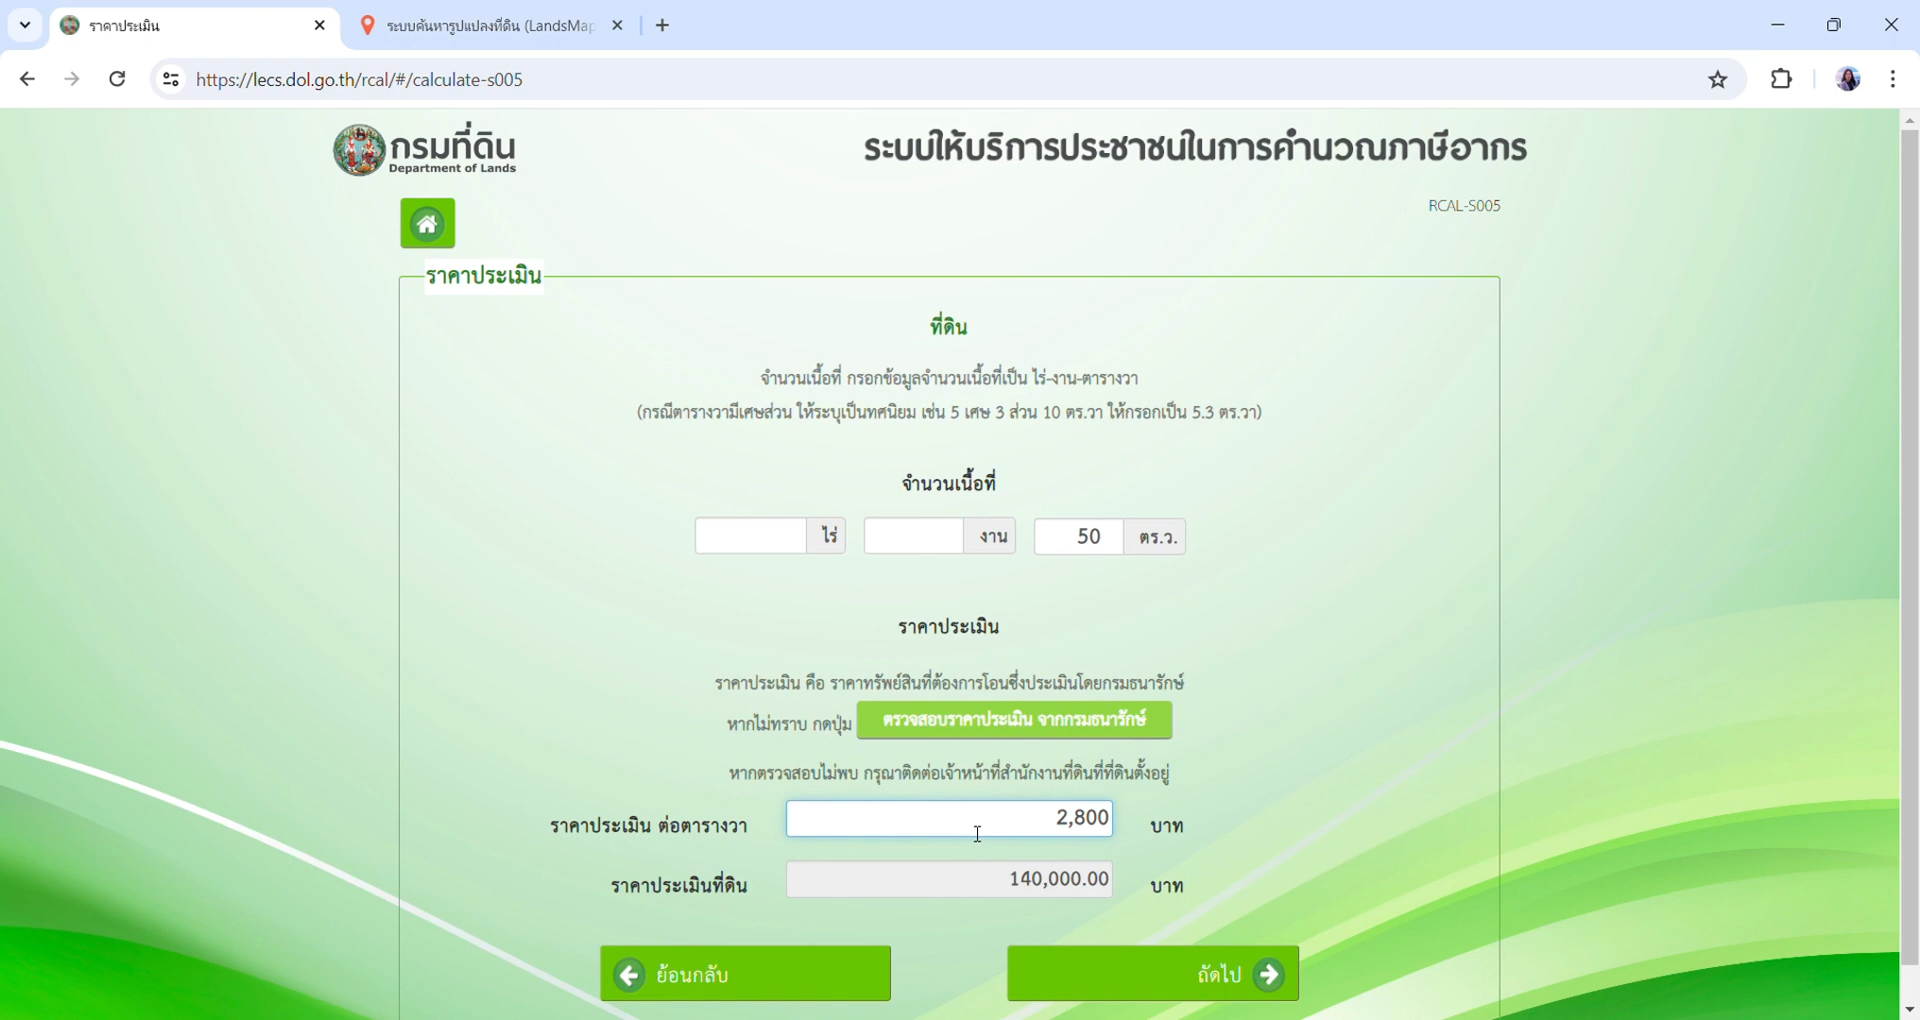 ราคาประเมิน
ระบบค้นหารูปแปลงที่ดิน (LandsMap
https://lecs.dol.go.th/rcal/#/calculate-s005
กรมที่ดิน
Department of Lands
ระบบให้บริการประชาชนในการคำนวณภาษีอากร
RCAL-S005
ราคาประเมิน
ที่ดิน
จำนวนเนื้อที่ กรอกข้อมูลจำนวนเนื้อที่เป็น ไร่-งาน-ตารางวา
(กรณีตารางวามีเศษส่วน ให้ระบุเป็นทศนิยม เช่น 5 เศษ 3 ส่วน 10 ตร.วา ให้กรอกเป็น 5.3 ตร.วา)
จำนวนเนื้อที่
ไร่ งาน 50 ตร.ว.
ราคาประเมิน
ราคาประเมิน คือ ราคาทรัพย์สินที่ต้องการโอนซึ่งประเมินโดยกรมธนารักษ์
หากไม่ทราบ กดปุ่ม ตรวจสอบราคาประเมิน จากกรมธนารักษ์
หากตรวจสอบไม่พบ กรุณาติดต่อเจ้าหน้าที่สำนักงานที่ดินที่ที่ดินตั้งอยู่
ราคาประเมิน ต่อตารางวา 2,800 บาท
ราคาประเมินที่ดิน 140,000.00 บาท
ย้อนกลับ ถัดไป